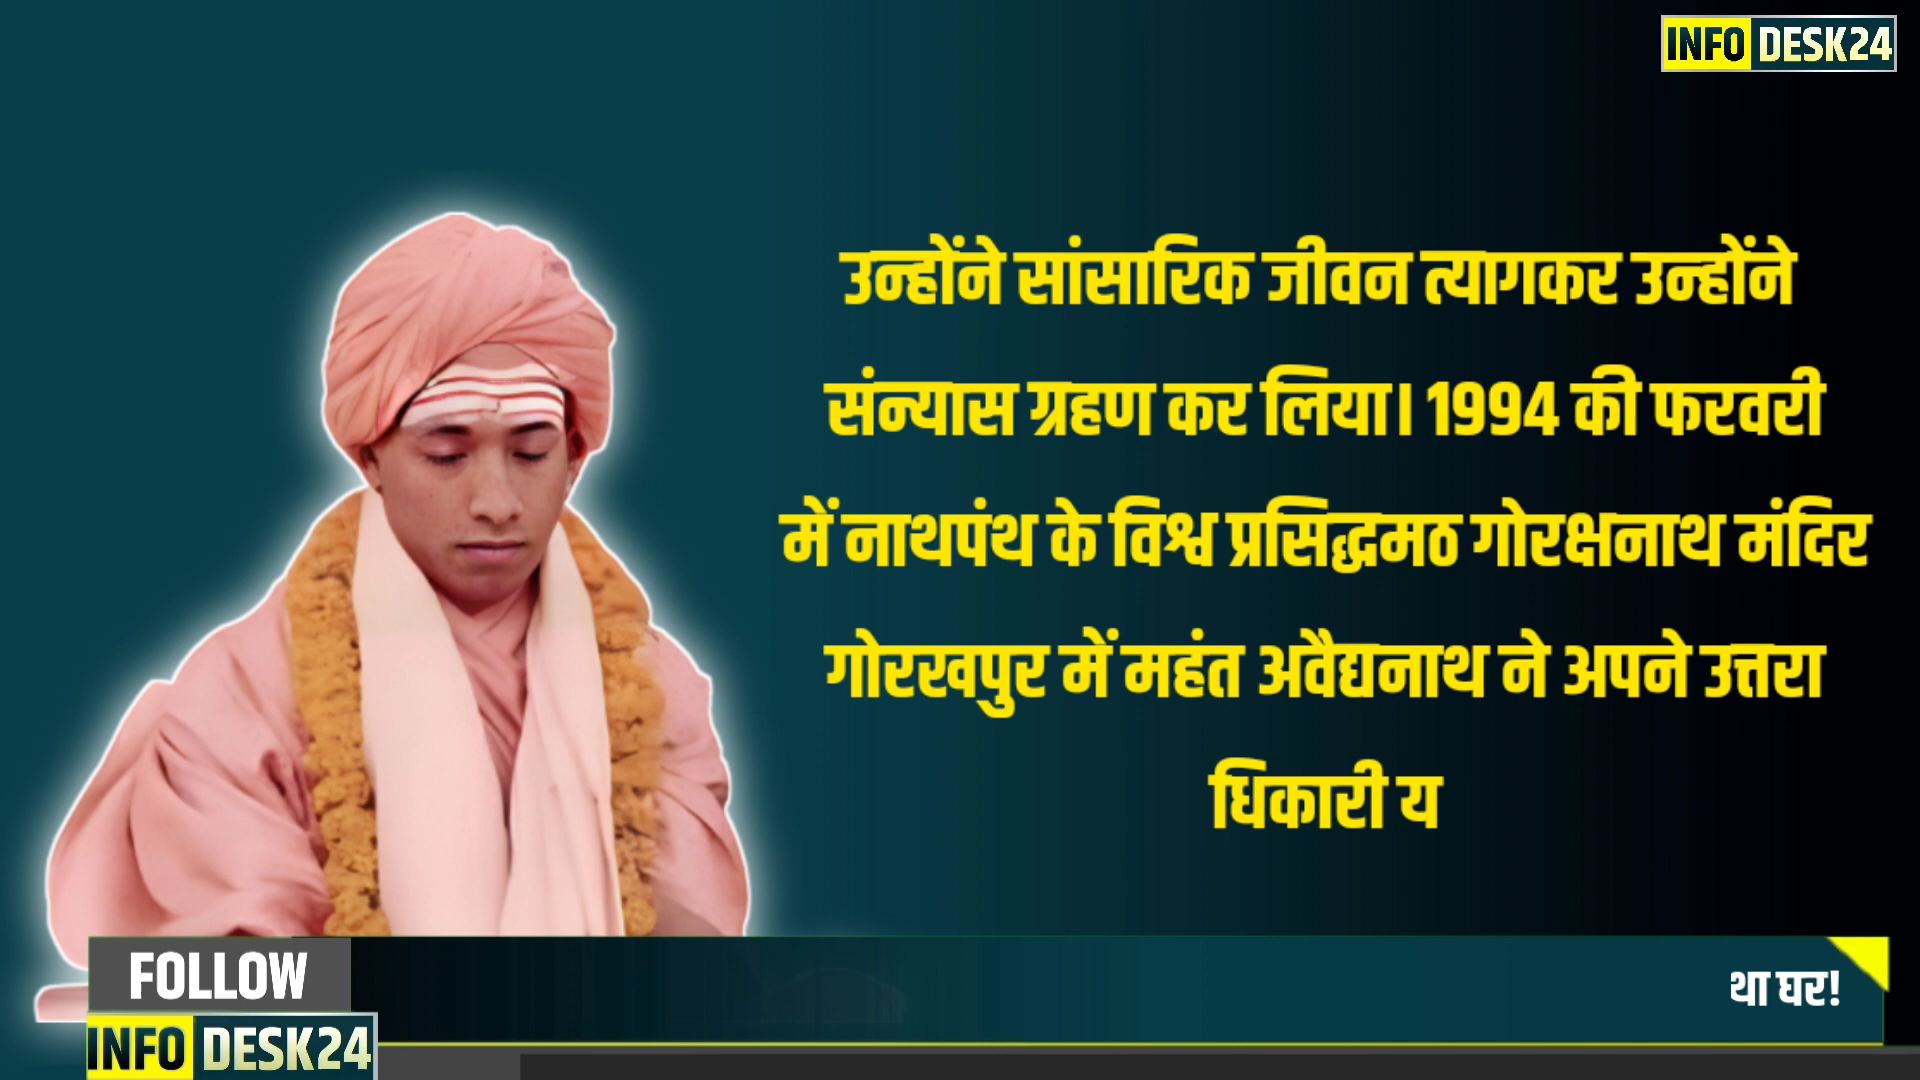 INFO DESK24
उन्होंने सांसारिक जीवन त्यागकर उन्होंने
संन्यास ग्रहण कर लिया। 1994 की फरवरी
में नाथपंथ के विश्व प्रसिद्धमठ गोरक्षनाथ मंदिर
गोरखपुर में महंत अवैद्यनाथ ने अपने उत्तरा
धिकारी य
FOLLOW
था घर!
INFO DESK24